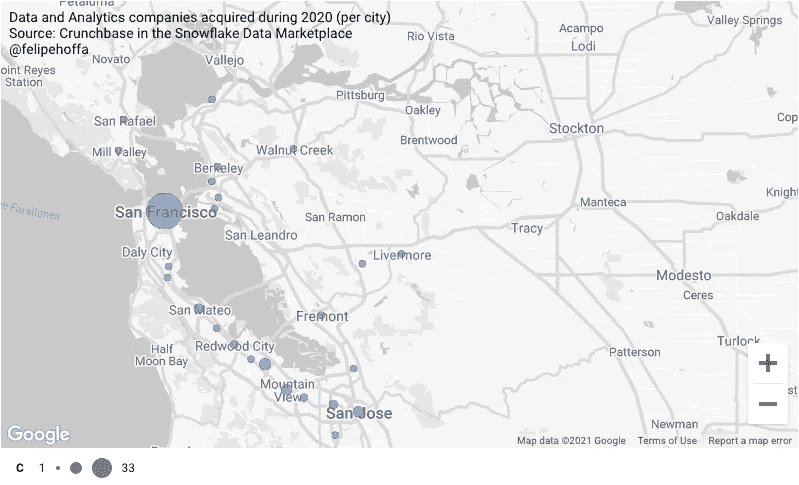 Petaluma
Data and Analytics companies acquired during 2020 (per city)
Source: Crunchbase in the Snowflake Data Marketplace
@felipehoffa
Valley Springs
Acampo
Rio Vista
Lodi
Novato
Vallejo
oint Reyes
Station
Pittsburg
Oakley
San Rafael
Cop
Stockton
Brentwood
Mill Valley
Walnut Creek
Berkeley
Knight
Manteca
e Farallones
San Francisco
San Ramon
Oakdale
Tracy
San Leandro
Daly City
Livermore
Modesto
Ceres
San Mateo
Fremont
Turlock
Redwood City
Half
Moon Bay
Patterson
Mountain
View
San Jose
Newman
+
−
Google
Map data ©2021 Google
Terms of Use
Report a map error
C 1 33